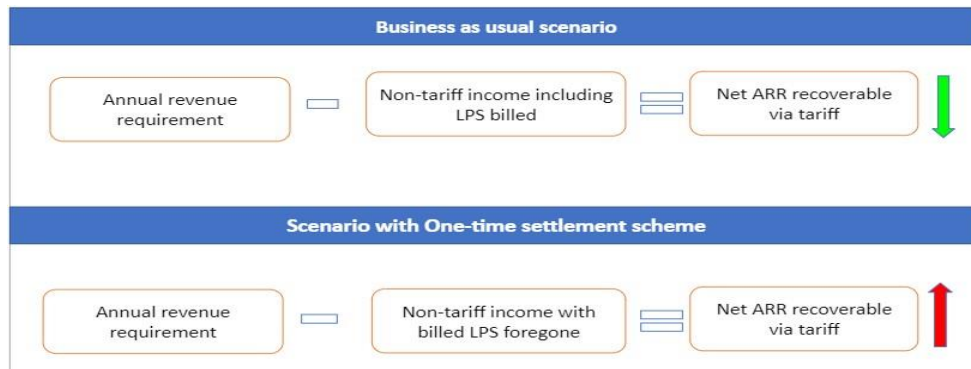 Business as usual scenario
Annual revenue
requirement
Non-tariff income including
LPS billed
Net ARR recoverable
via tariff
Scenario with One-time settlement scheme
Annual revenue
requirement
Non-tariff income with
billed LPS foregone
Net ARR recoverable
via tariff